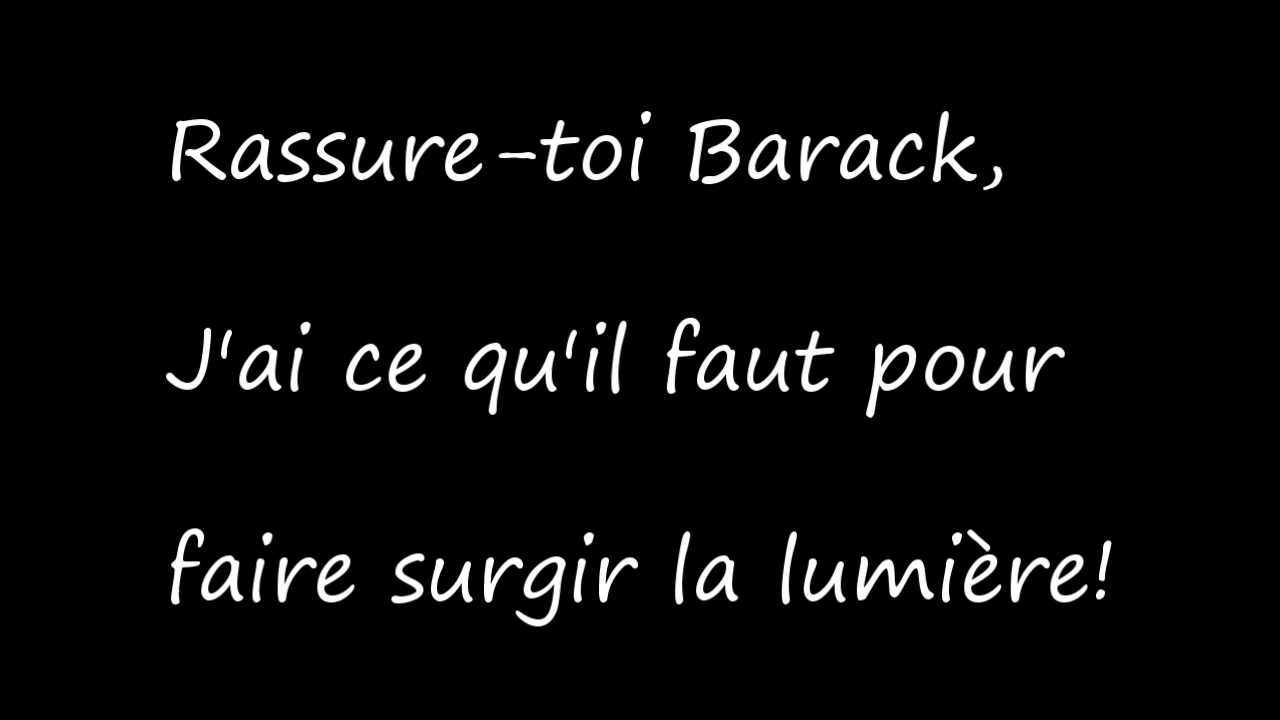 Rassure-toi Barack,
J'ai ce qu'il faut pour
faire surgir la lumière!